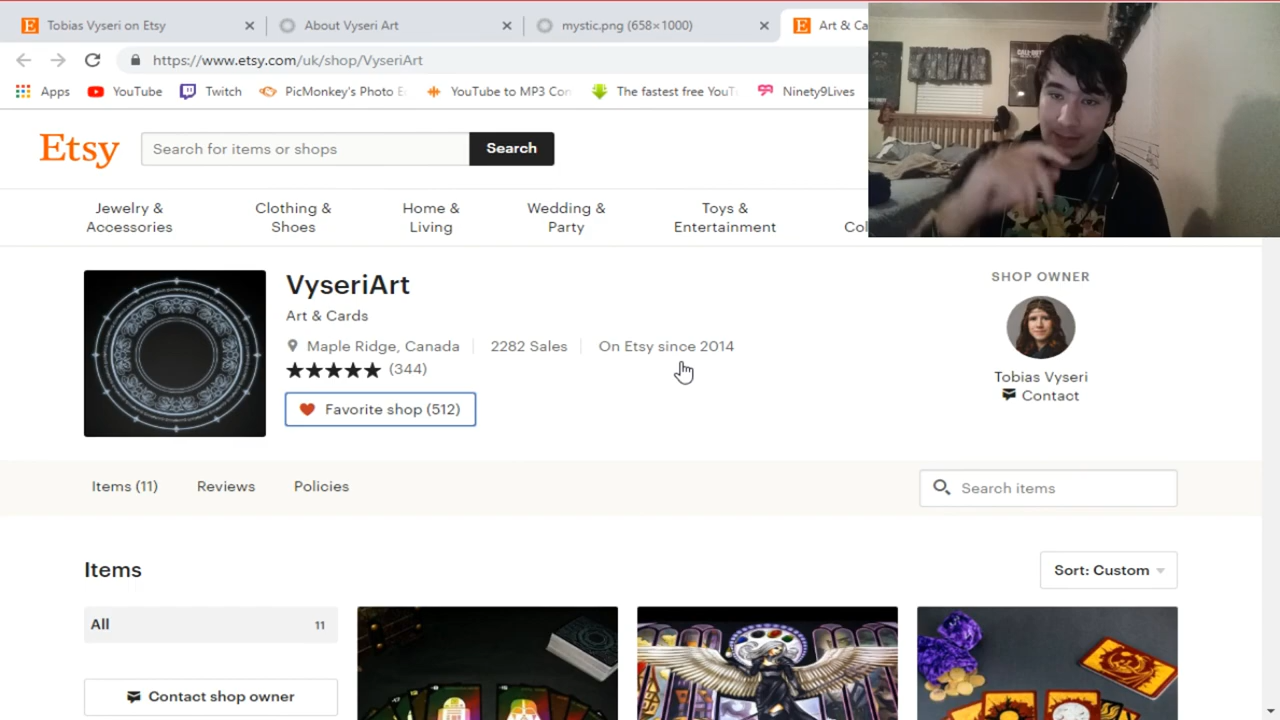 Tobias Vyseri on Etsy
About Vyseri Art
mystic.png (658×1000)
Art & Ca
https://www.etsy.com/uk/shop/VyseriArt
Apps
YouTube
Twitch
PicMonkey's Photo E
YouTube to MP3 Con
The fastest free YouT
Ninety9Lives
Etsy
Search for items or shops
Search
Jewelry &
Accessories
Clothing &
Shoes
Home &
Living
Wedding &
Party
Toys &
Entertainment
Col
VyseriArt
Art & Cards
Maple Ridge, Canada
2282 Sales
On Etsy since 2014
(344)
Favorite shop (512)
SHOP OWNER
Tobias Vyseri
Contact
Items (11)
Reviews
Policies
Search items
Items
Sort: Custom
All
11
Contact shop owner